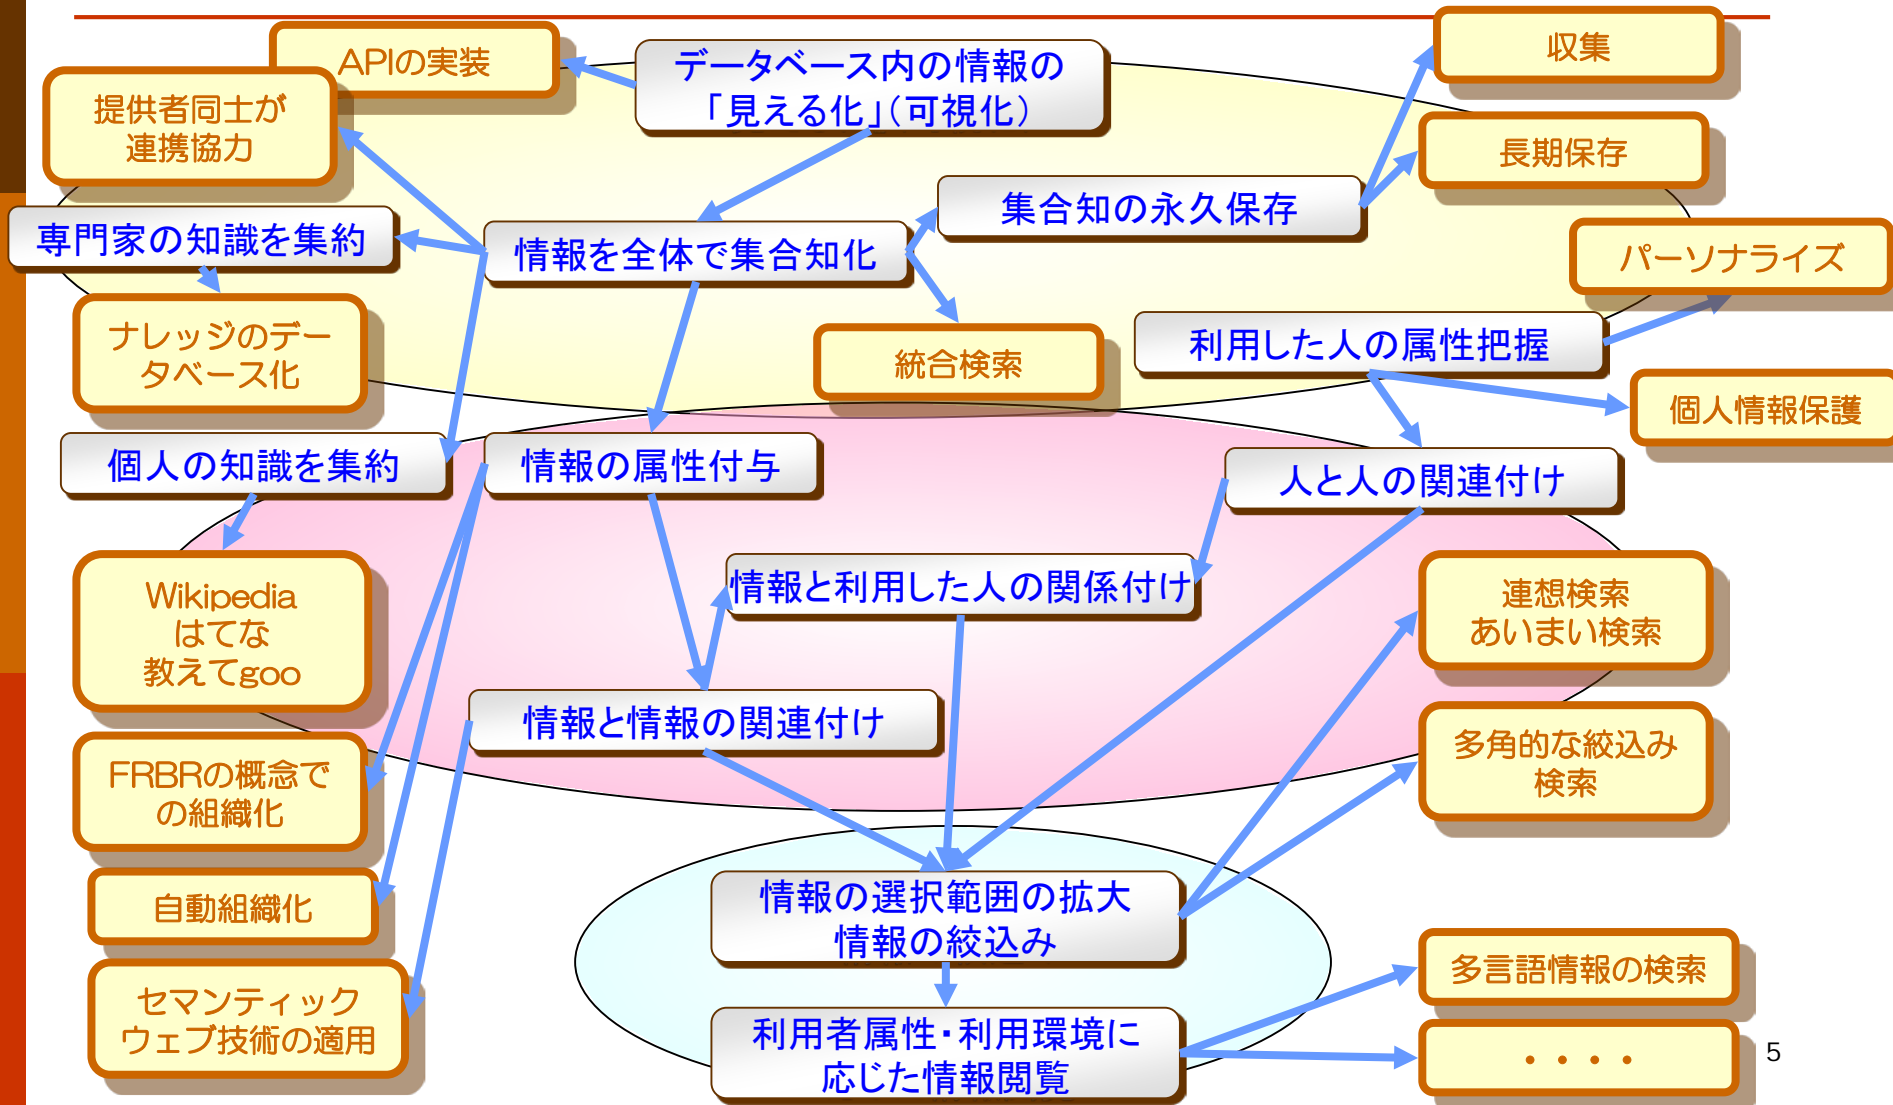 APIの実装
データベース内の情報の
「見える化」(可視化)
収集
提供者同士が
連携協力
長期保存
専門家の知識を集約
情報を全体で集合知化
集合知の永久保存
パーソナライズ
ナレッジのデー
タベース化
統合検索
利用した人の属性把握
個人情報保護
個人の知識を集約
情報の属性付与
人と人の関連付け
Wikipedia
はてな
教えてgoo
情報と利用した人の関係付け
連想検索
あいまい検索
情報と情報の関連付け
多角的な絞込み
検索
FRBRの概念で
の組織化
自動組織化
情報の選択範囲の拡大
情報の絞込み
多言語情報の検索
セマンティック
ウェブ技術の適用
利用者属性・利用環境に
応じた情報閲覧
・・・・
5